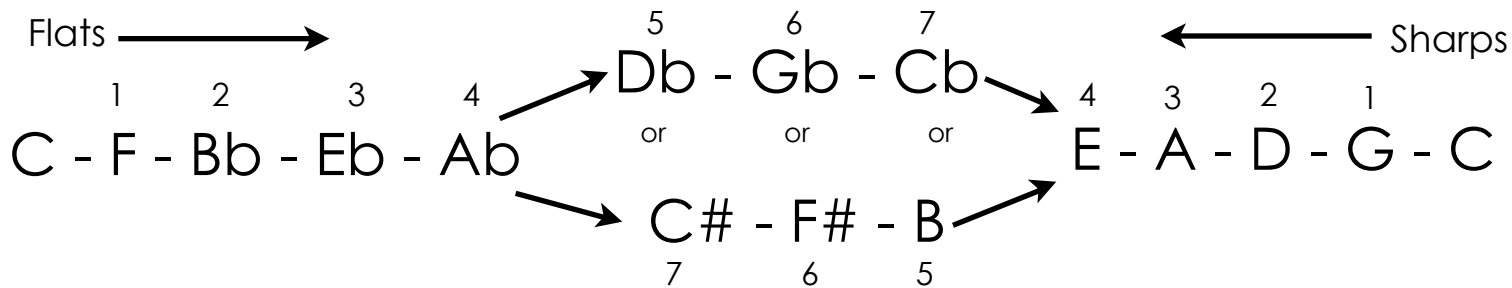 Flats 5 6 7 Sharps
Db - Gb - Cb
1 2 3 4 4 3 2 1
or or or
C - F - Bb - Eb - Ab E - A - D - G - C
C# - F# - B
7 6 5